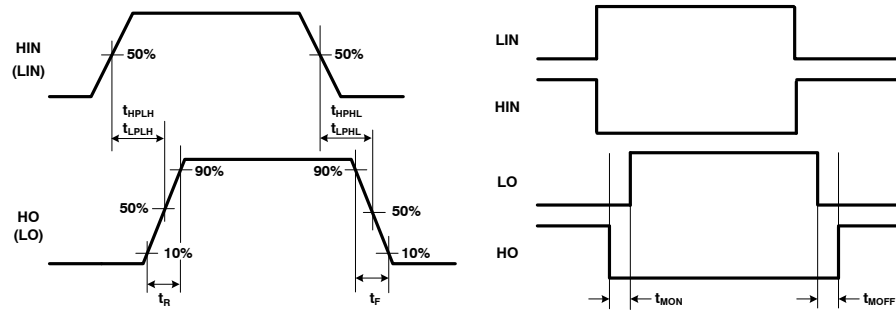 HIN
(LIN)
50%
50%
tHPLH
tLPLH
tHPHL
tLPHL
HO
(LO)
90%
90%
50%
50%
10%
10%
tR
tF
LIN
HIN
LO
HO
tMON
tMOFF